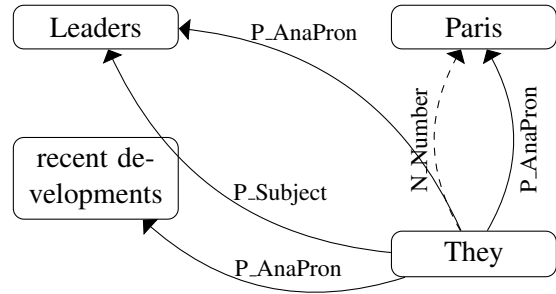 Leaders
Paris
P_AnaPron
N_Number
P_AnaPron
recent de-
velopments
P_Subject
They
P_AnaPron